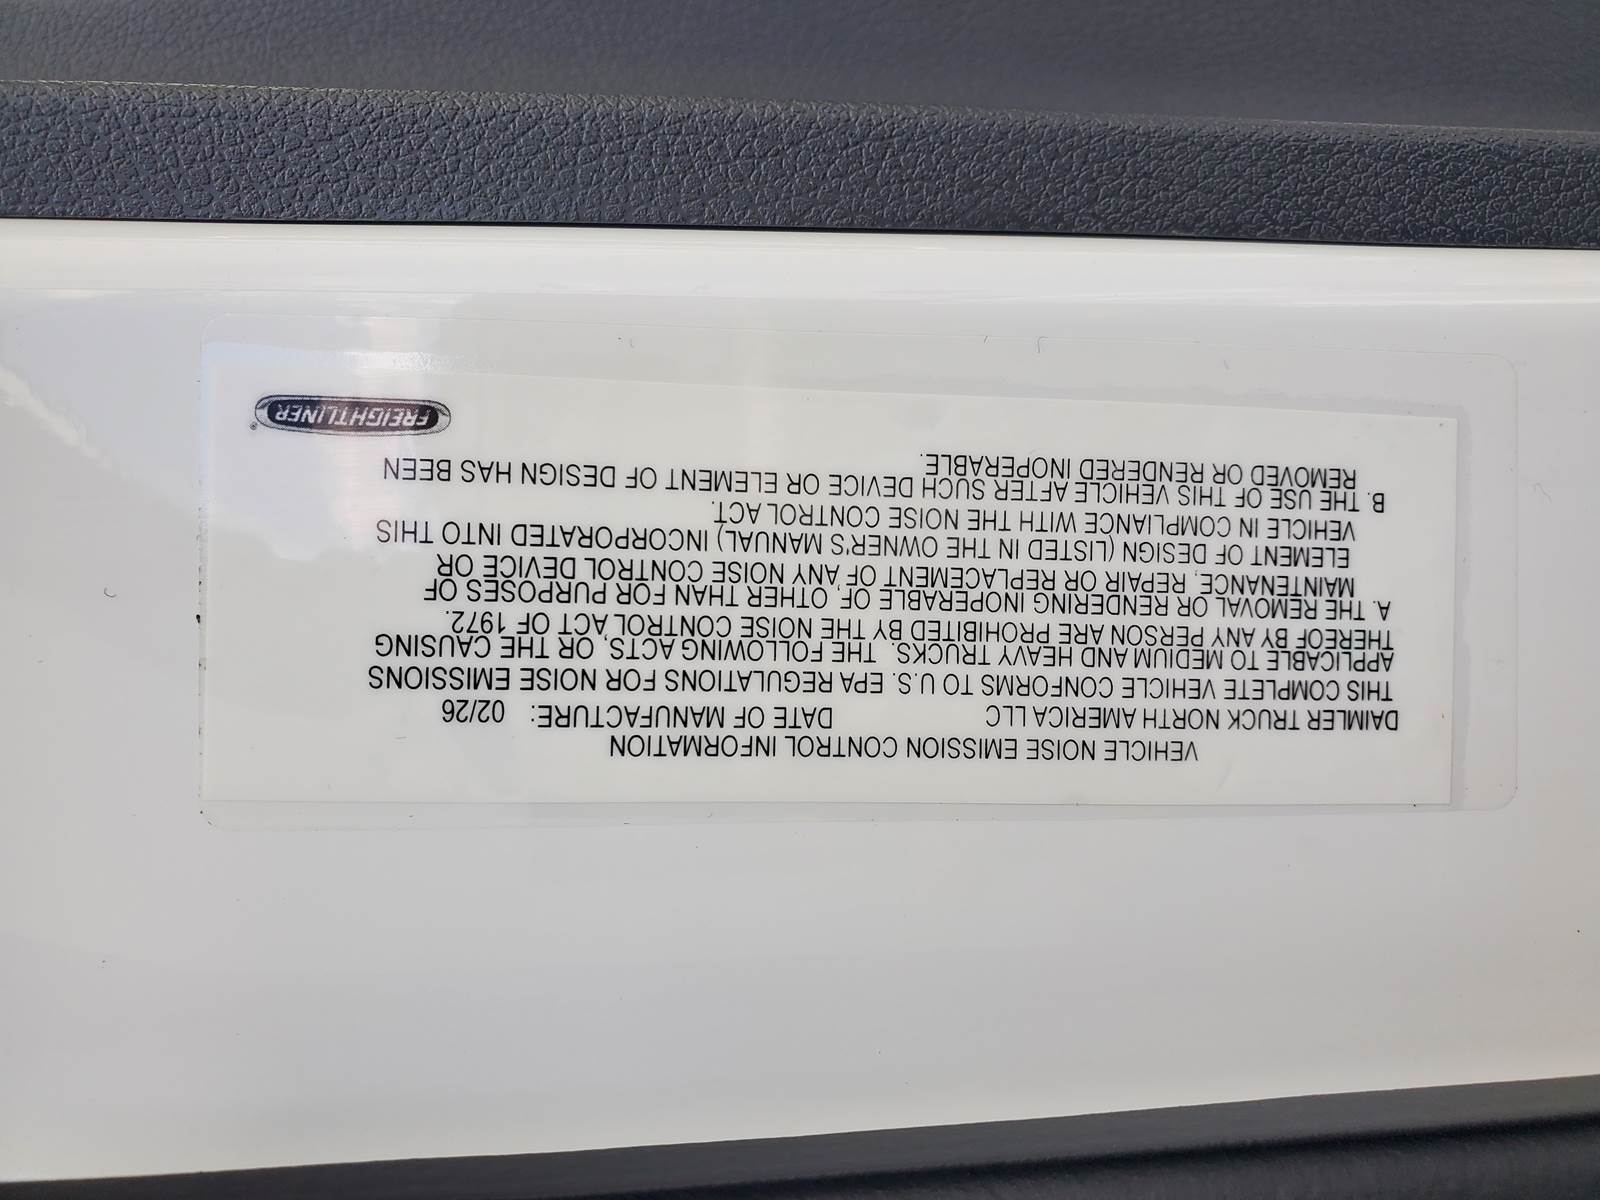 VEHICLE NOISE EMISSION CONTROL INFORMATION
DAIMLER TRUCK NORTH AMERICA LLC DATE OF MANUFACTURE: 02/26
THIS COMPLETE VEHICLE CONFORMS TO U.S. EPA REGULATIONS FOR NOISE EMISSIONS
APPLICABLE TO MEDIUM AND HEAVY TRUCKS. THE FOLLOWING ACTS, OR THE CAUSING
THEREOF BY ANY PERSON ARE PROHIBITED BY THE NOISE CONTROL ACT OF 1972.
A. THE REMOVAL OR RENDERING INOPERABLE OF, OTHER THAN FOR PURPOSES OF
MAINTENANCE, REPAIR OR REPLACEMENT OF ANY NOISE CONTROL DEVICE OR
ELEMENT OF DESIGN (LISTED IN THE OWNER'S MANUAL) INCORPORATED INTO THIS
VEHICLE IN COMPLIANCE WITH THE NOISE CONTROL ACT.
B. THE USE OF THIS VEHICLE AFTER SUCH DEVICE OR ELEMENT OF DESIGN HAS BEEN
REMOVED OR RENDERED INOPERABLE.
FREIGHTLINER®